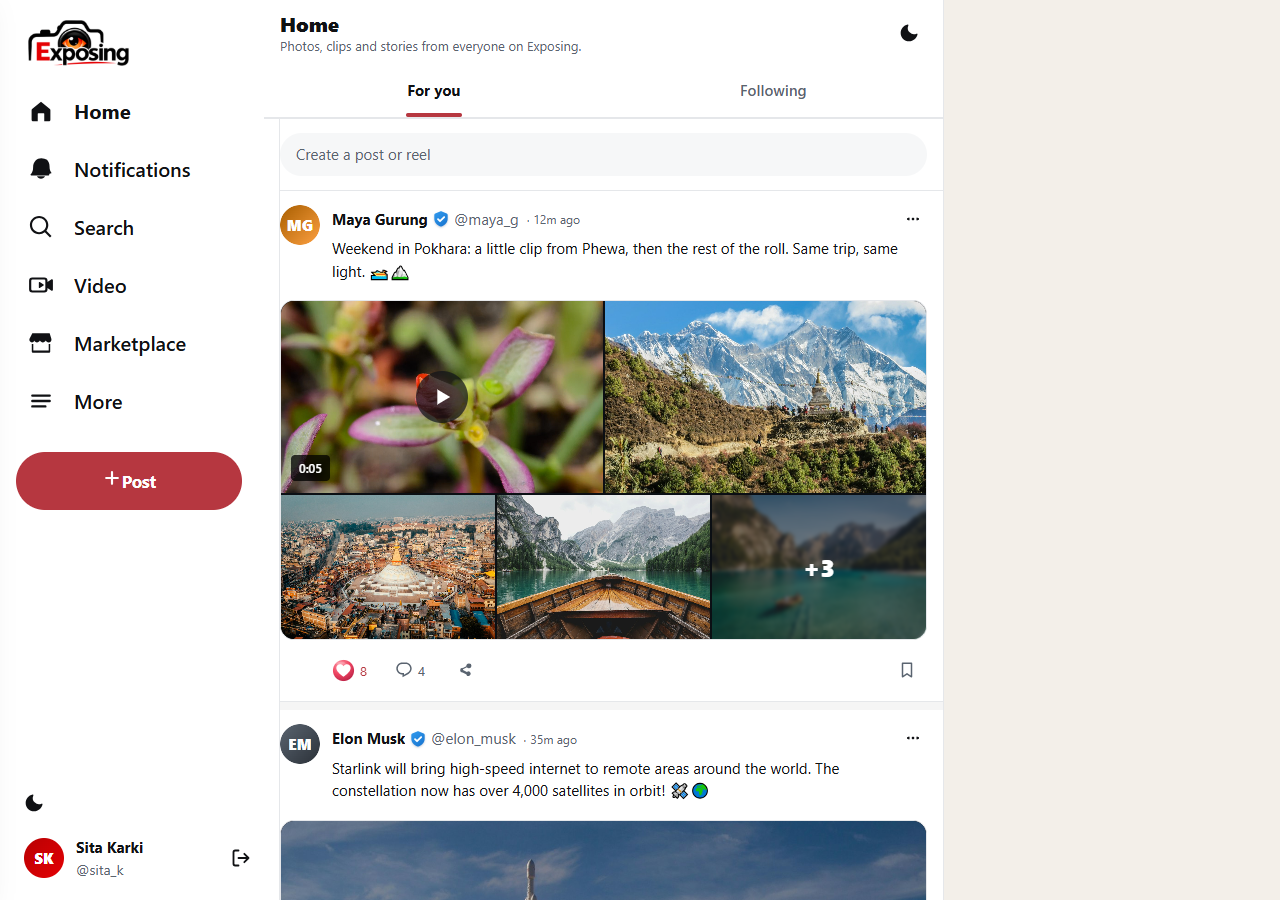 Exposing
Home
Notifications
Search
Video
Marketplace
More
+ Post
Sita Karki
@sita_k
SK
Home
Photos, clips and stories from everyone on Exposing.
For you
Following
Create a post or reel
MG
Maya Gurung @maya_g · 12m ago
Weekend in Pokhara: a little clip from Phewa, then the rest of the roll. Same trip, same
light. 🚤🏔
0:05
+3
8
4
EM
Elon Musk @elon_musk · 35m ago
Starlink will bring high-speed internet to remote areas around the world. The
constellation now has over 4,000 satellites in orbit! 🛰🌍